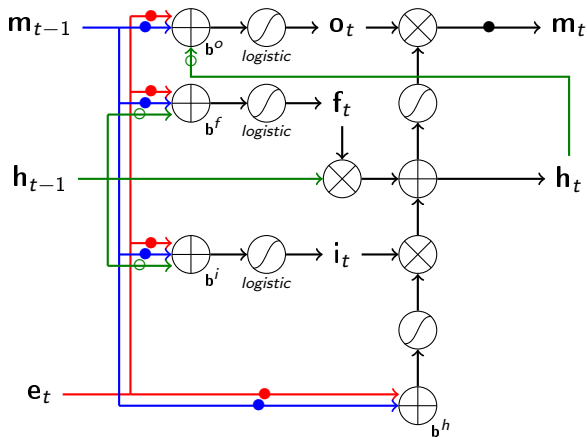 m_{t−1} o_t m_t
b^o
logistic
f_t
b^f
logistic
h_{t−1} h_t
i_t
b^i
logistic
e_t
b^h